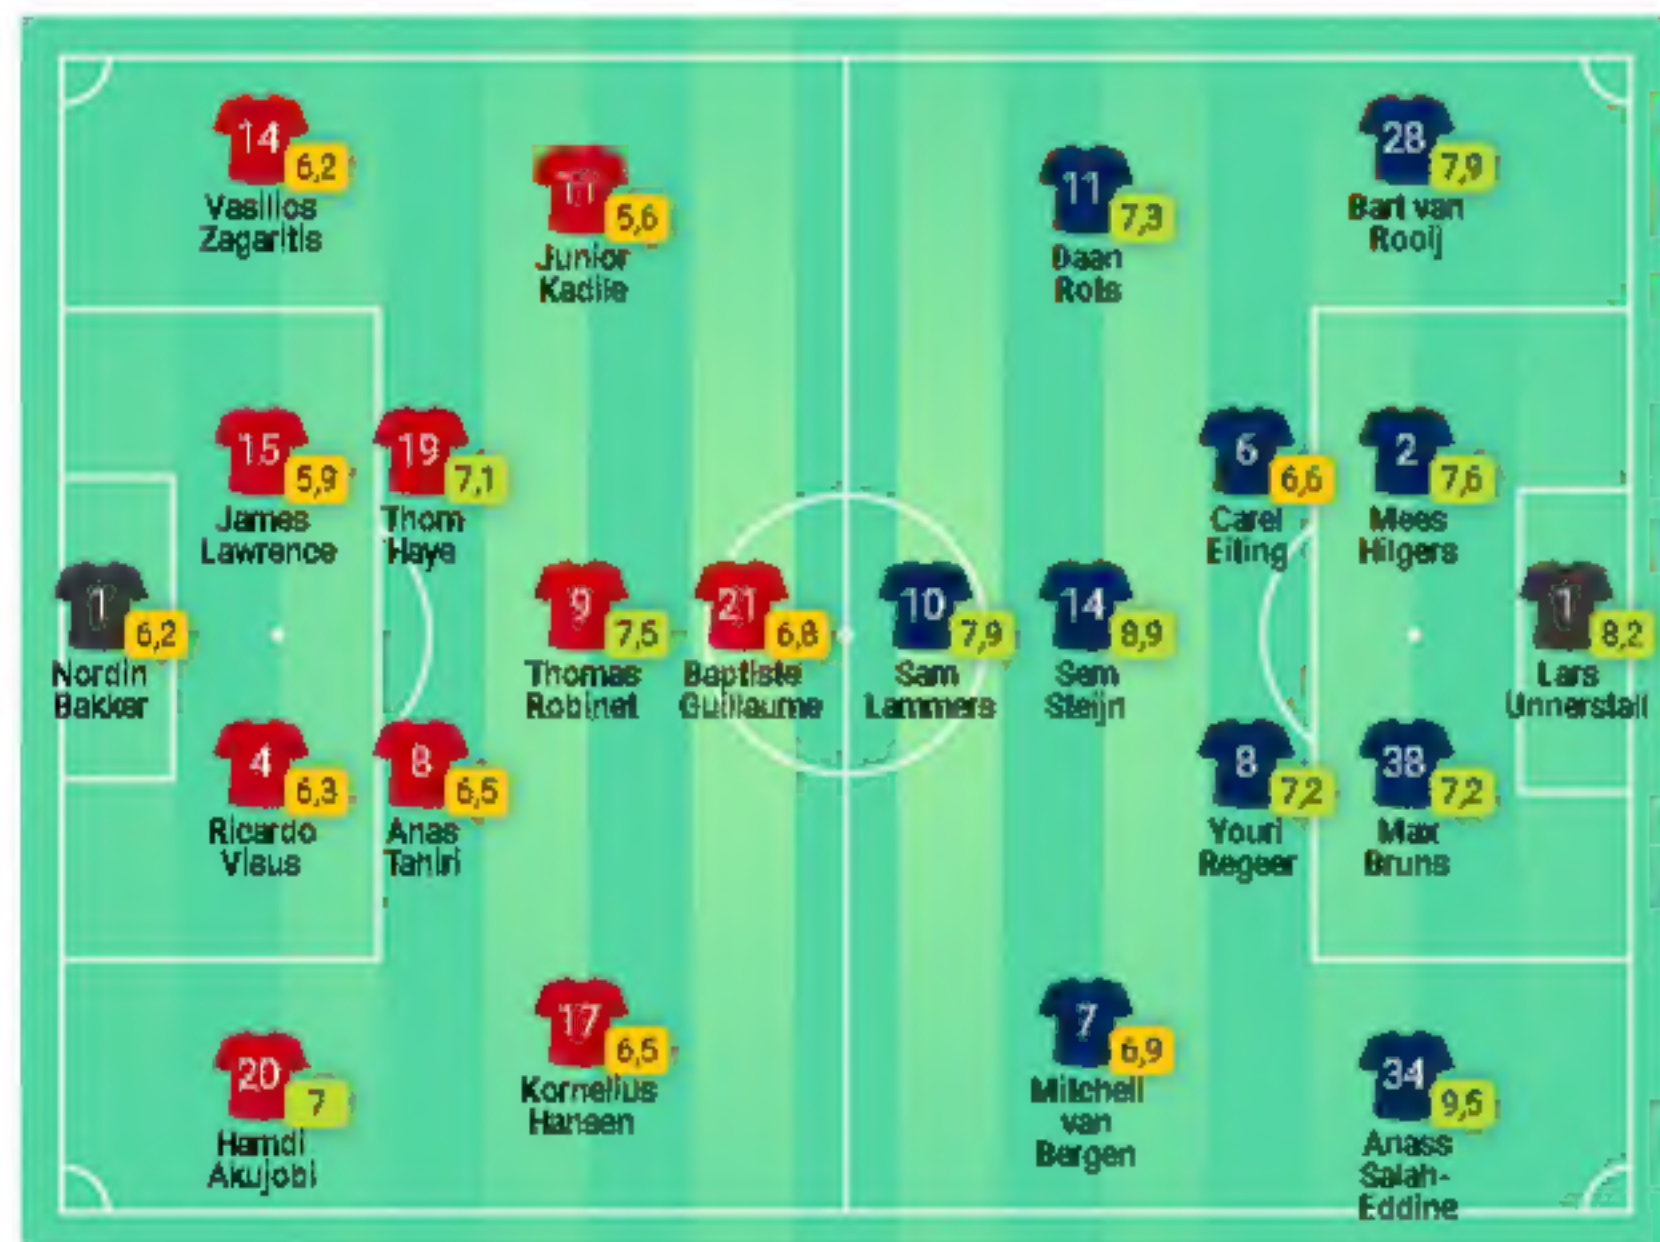 14
6,2
Vasilios
Zagaritis
11
5,6
Junior
Kadile
11
7,3
Daan
Rots
28
7,9
Bart van
Rooij
15
5,9
James
Lawrence
19
7,1
Thom
Haye
6
6,6
Carel
Eiting
2
7,6
Mees
Hilgers
1
6,2
Nordin
Bakker
9
7,5
Thomas
Robinet
21
6,8
Baptiste
Guillaume
10
7,9
Sam
Lammers
14
8,9
Sem
Steijn
1
8,2
Lars
Unnerstall
4
6,3
Ricardo
Visus
8
6,5
Anas
Tahiri
8
7,2
Youri
Regeer
38
7,2
Max
Bruns
20
7
Hamdi
Akujobi
17
6,5
Kornelius
Hansen
7
6,9
Mitchell
van
Bergen
34
9,5
Anass
Salah-
Eddine